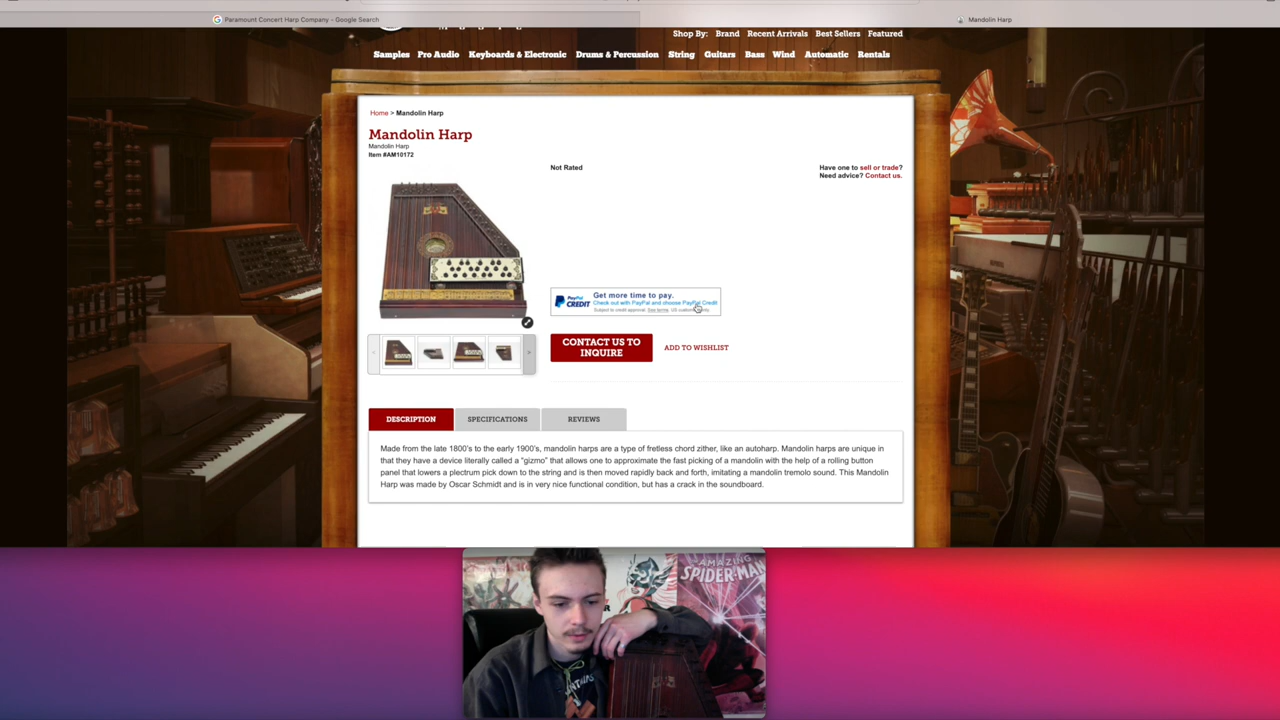 Paramount Concert Harp Company - Google Search
Mandolin Harp
Shop By: Brand Recent Arrivals Best Sellers Featured
Samples Pro Audio Keyboards & Electronic Drums & Percussion String Guitars Bass Wind Automatic Rentals
Home > Mandolin Harp
Mandolin Harp
Mandolin Harp
Item #AM10172
Not Rated
Have one to sell or trade?
Need advice? Contact us.
PayPal CREDIT
Get more time to pay.
Check out with PayPal and choose PayPal Credit
Subject to credit approval. See terms. US customers only.
CONTACT US TO INQUIRE
ADD TO WISHLIST
DESCRIPTION SPECIFICATIONS REVIEWS
Made from the late 1800's to the early 1900's, mandolin harps are a type of fretless chord zither, like an autoharp. Mandolin harps are unique in
that they have a device literally called a "gizmo" that allows one to approximate the fast picking of a mandolin with the help of a rolling button
panel that lowers a plectrum pick down to the string and is then moved rapidly back and forth, imitating a mandolin tremolo sound. This Mandolin
Harp was made by Oscar Schmidt and is in very nice functional condition, but has a crack in the soundboard.
AMAZING
SPIDER-MAN